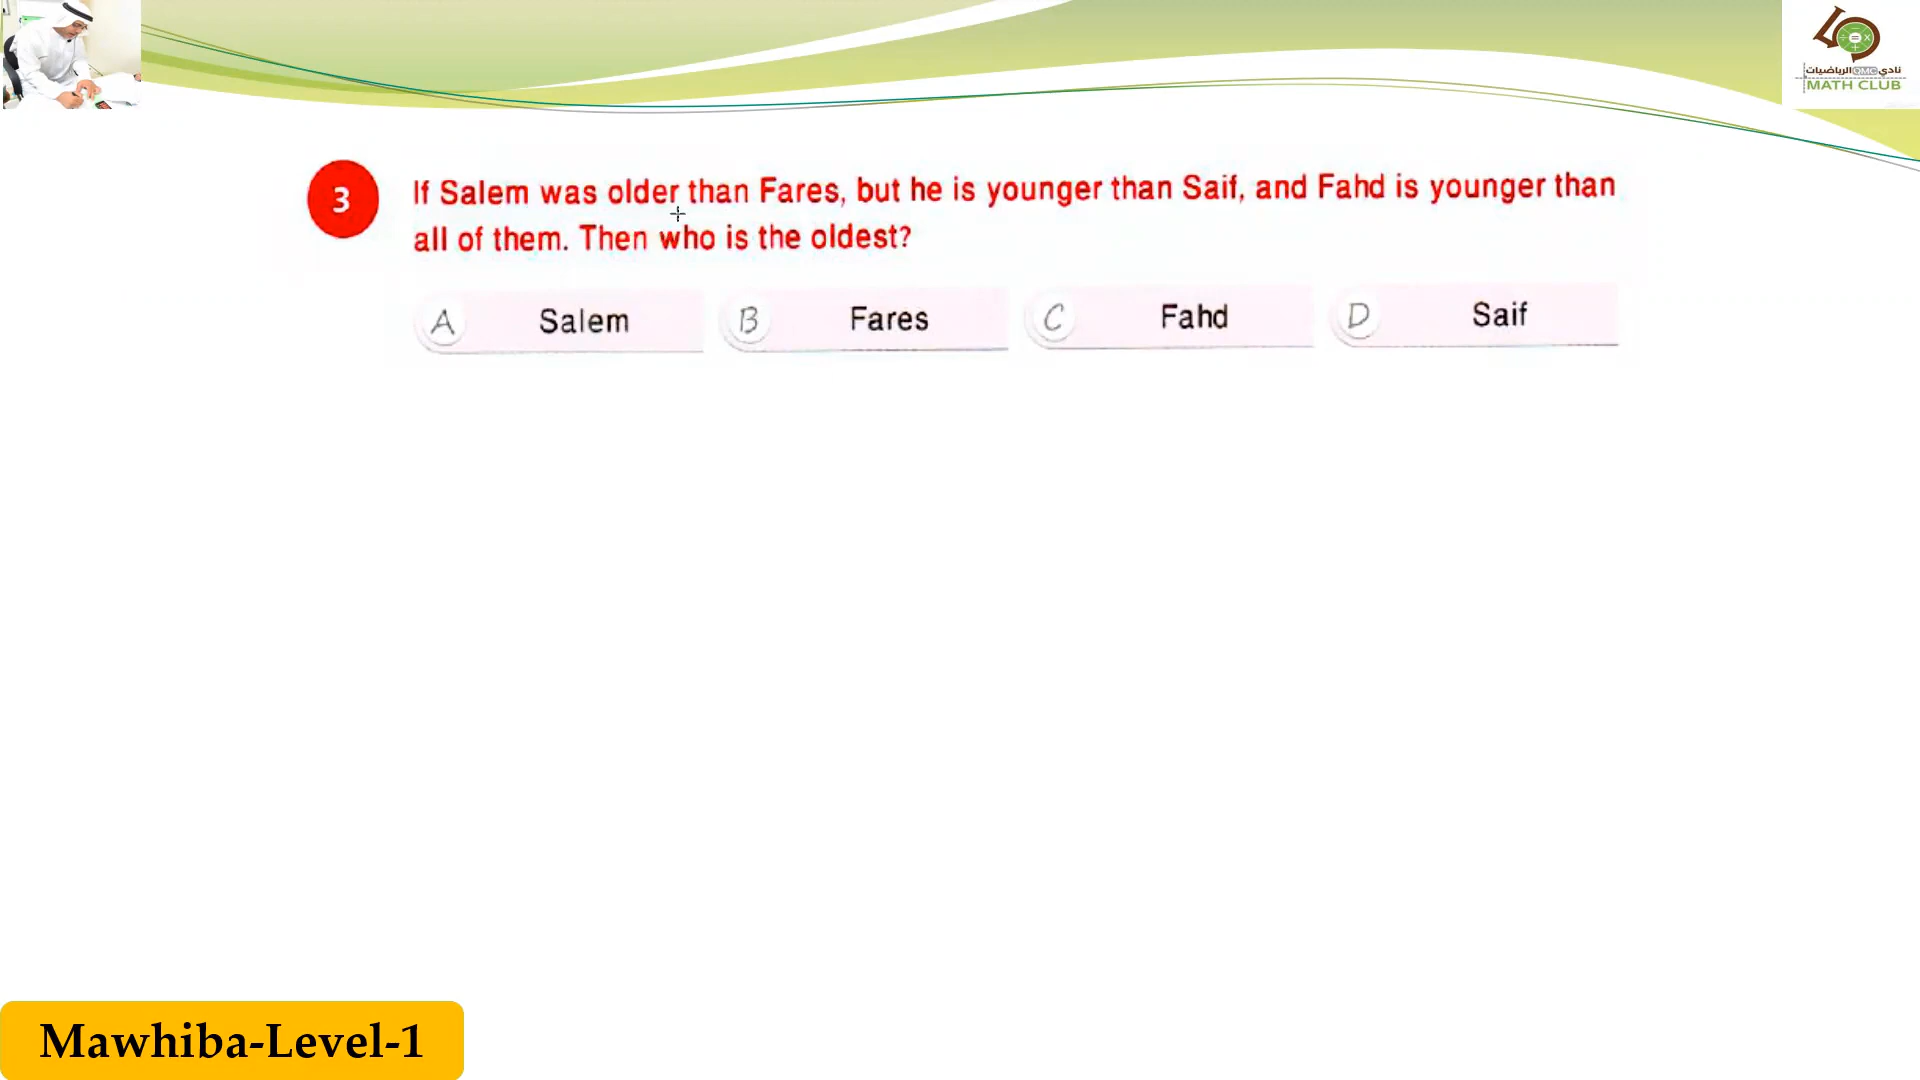 نادي QMC الرياضيات
MATH CLUB
3
If Salem was older than Fares, but he is younger than Saif, and Fahd is younger than
all of them. Then who is the oldest?
A Salem B Fares C Fahd D Saif
Mawhiba-Level-1